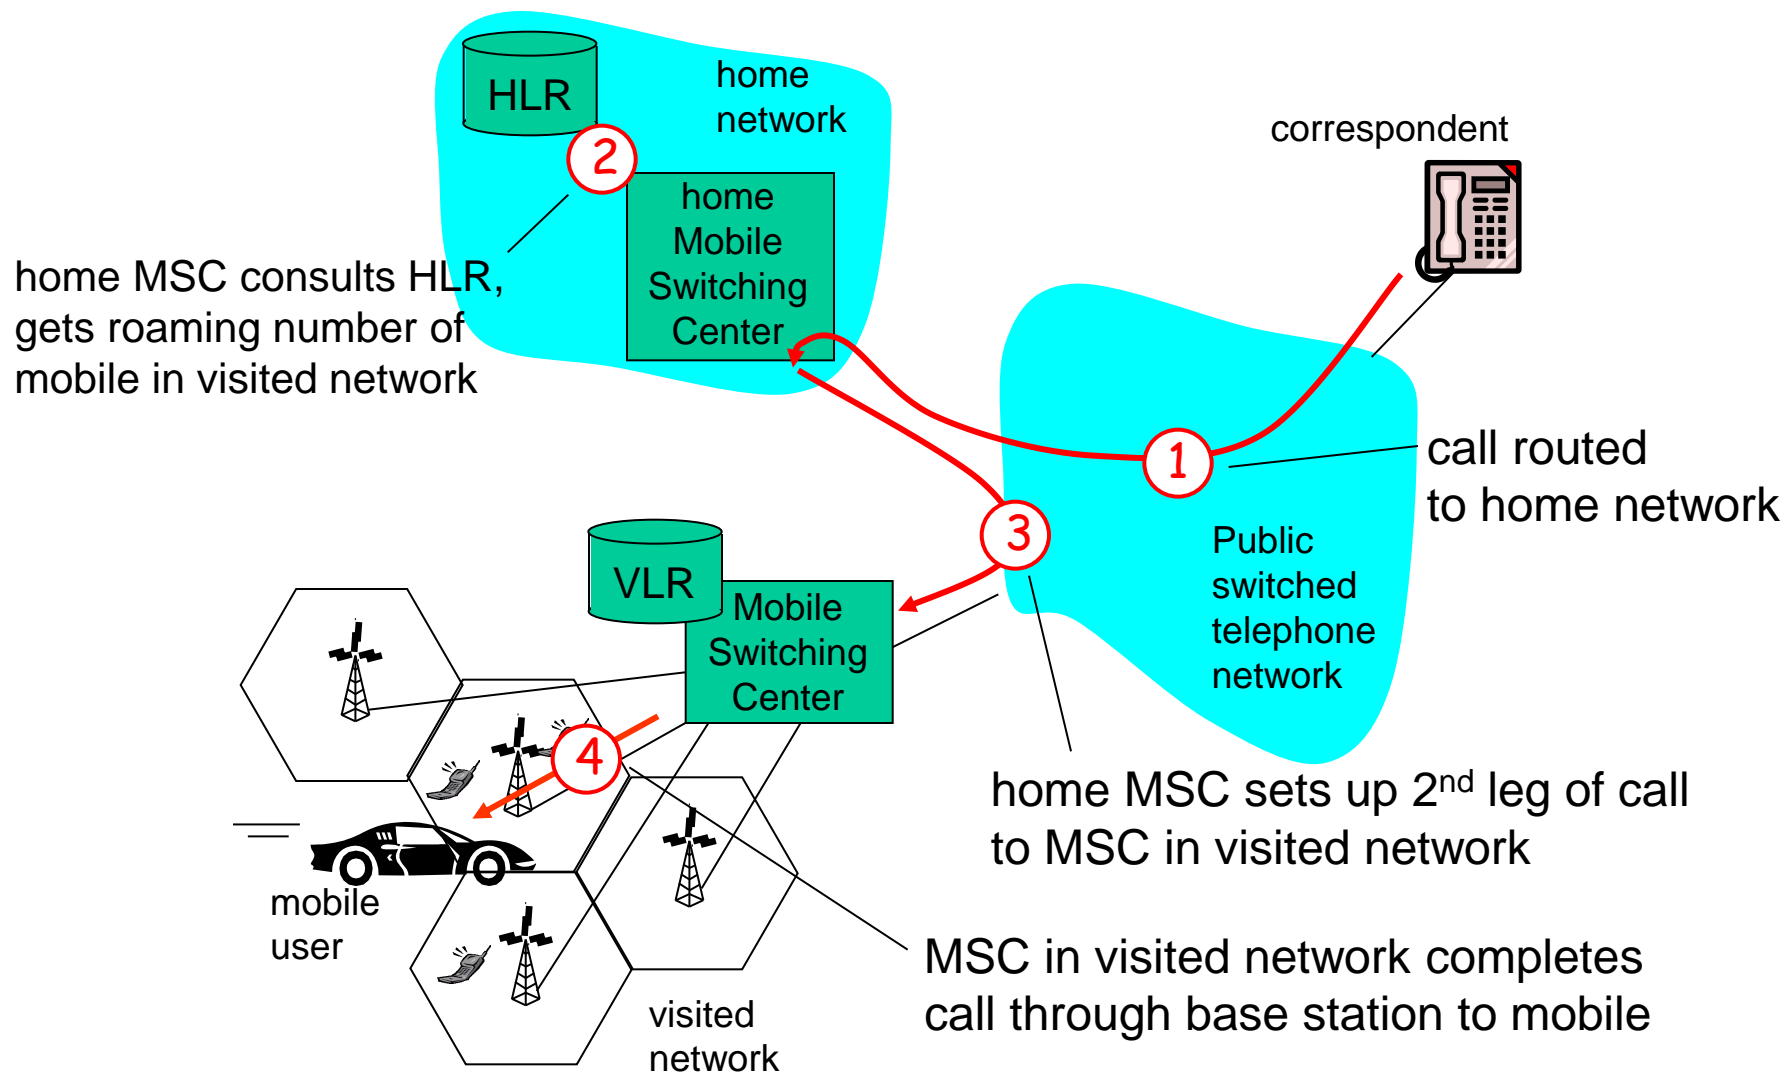 HLR
home
network
correspondent
2
home
Mobile
Switching
Center
home MSC consults HLR,
gets roaming number of
mobile in visited network
1
call routed
to home network
3
Public
switched
telephone
network
VLR
Mobile
Switching
Center
4
home MSC sets up 2nd leg of call
to MSC in visited network
mobile
user
MSC in visited network completes
call through base station to mobile
visited
network